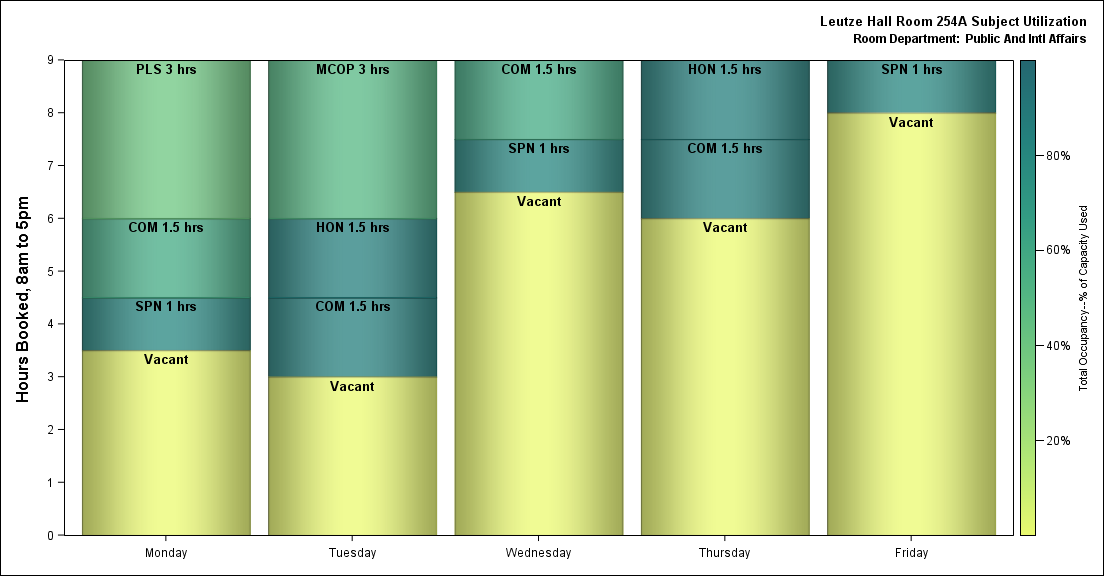 Leutze Hall Room 254A Subject Utilization
Room Department: Public And Intl Affairs
Hours Booked, 8am to 5pm
9
8
7
6
5
4
3
2
1
0
PLS 3 hrs
COM 1.5 hrs
SPN 1 hrs
Vacant
MCOP 3 hrs
HON 1.5 hrs
COM 1.5 hrs
Vacant
COM 1.5 hrs
SPN 1 hrs
Vacant
HON 1.5 hrs
COM 1.5 hrs
Vacant
SPN 1 hrs
Vacant
Monday
Tuesday
Wednesday
Thursday
Friday
80%
60%
40%
20%
Total Occupancy--% of Capacity Used